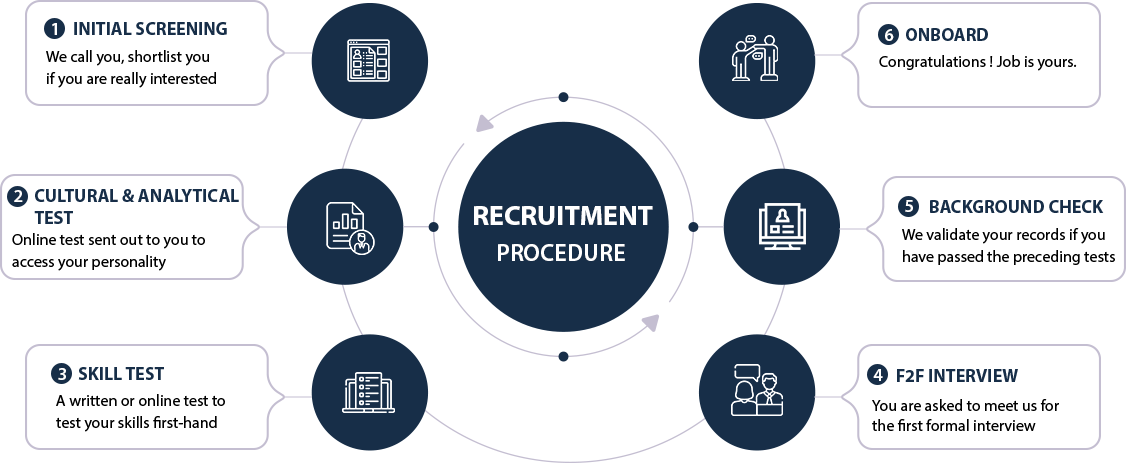 RECRUITMENT
PROCEDURE
1 INITIAL SCREENING
We call you, shortlist you
if you are really interested
2 CULTURAL & ANALYTICAL
TEST
Online test sent out to you to
access your personality
3 SKILL TEST
A written or online test to
test your skills first-hand
4 F2F INTERVIEW
You are asked to meet us for
the first formal interview
5 BACKGROUND CHECK
We validate your records if you
have passed the preceding tests
6 ONBOARD
Congratulations ! Job is yours.